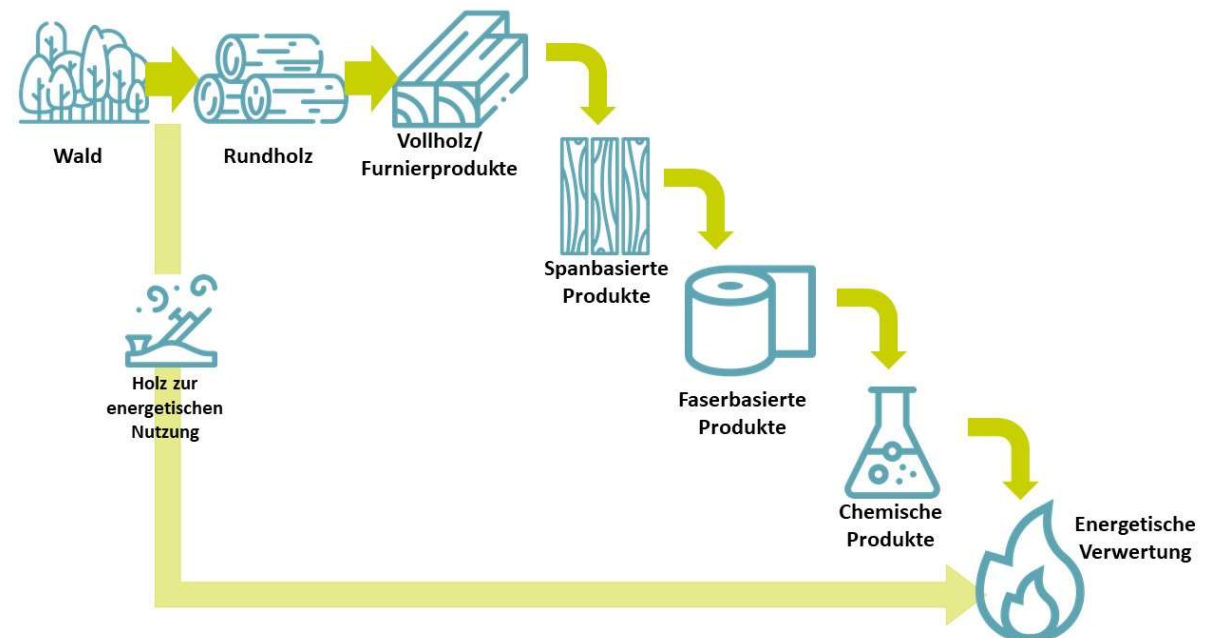 Wald
Rundholz
Vollholz/
Furnierprodukte
Spanbasierte
Produkte
Faserbasierte
Produkte
Chemische
Produkte
Energetische
Verwertung
Holz zur
energetischen
Nutzung